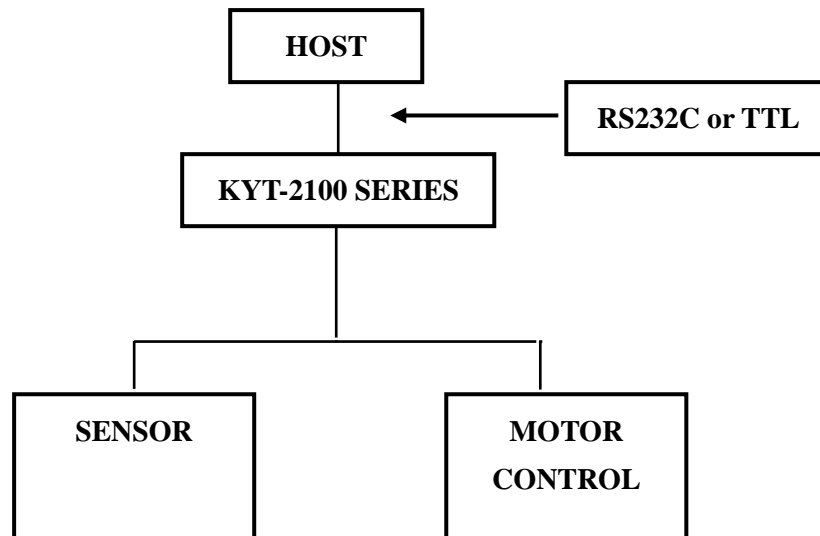 HOST
RS232C or TTL
KYT-2100 SERIES
SENSOR
MOTOR
CONTROL